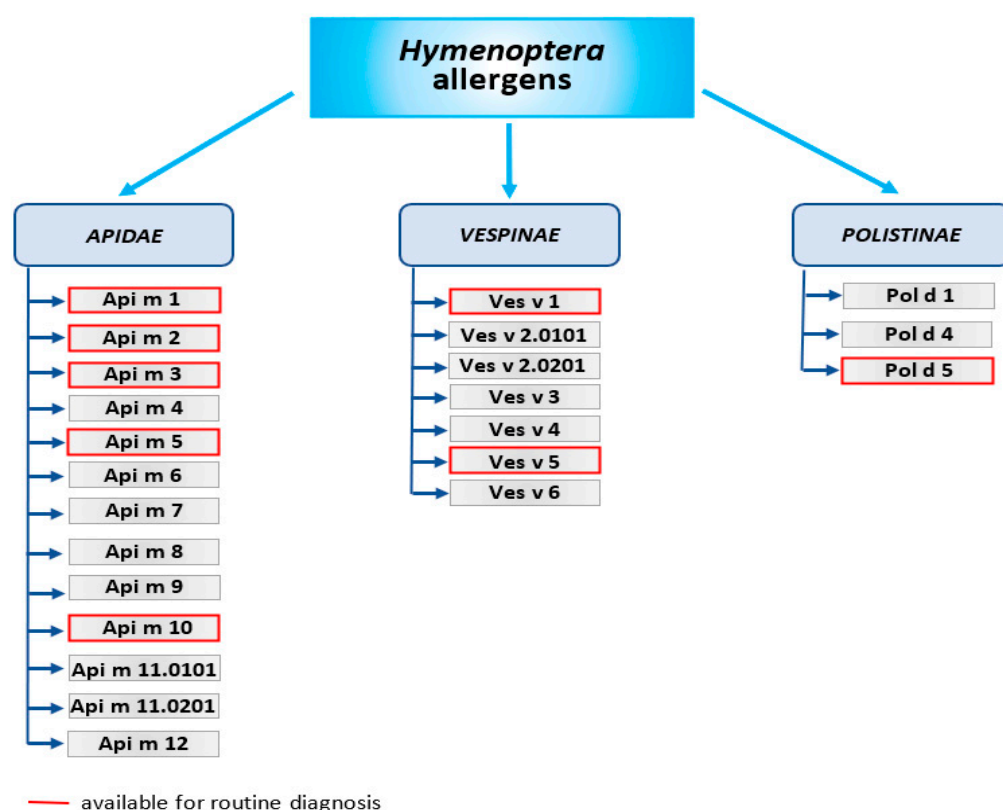 Hymenoptera
allergens
APIDAE
Api m 1
Api m 2
Api m 3
Api m 4
Api m 5
Api m 6
Api m 7
Api m 8
Api m 9
Api m 10
Api m 11.0101
Api m 11.0201
Api m 12
VESPINAE
Ves v 1
Ves v 2.0101
Ves v 2.0201
Ves v 3
Ves v 4
Ves v 5
Ves v 6
POLISTINAE
Pol d 1
Pol d 4
Pol d 5
available for routine diagnosis